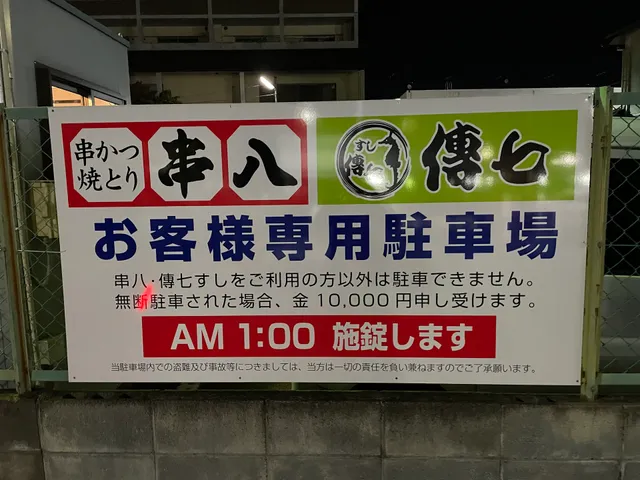 串かつ
焼とり
串八
すし
傳七
傳七
お客様専用駐車場
串八・傳七すしをご利用の方以外は駐車できません。
無断駐車された場合、金10,000円申し受けます。
AM 1:00 施錠します
当駐車場内での盗難及び事故等につきましては、当方は一切の責任を負い兼ねますのでご了承願います。